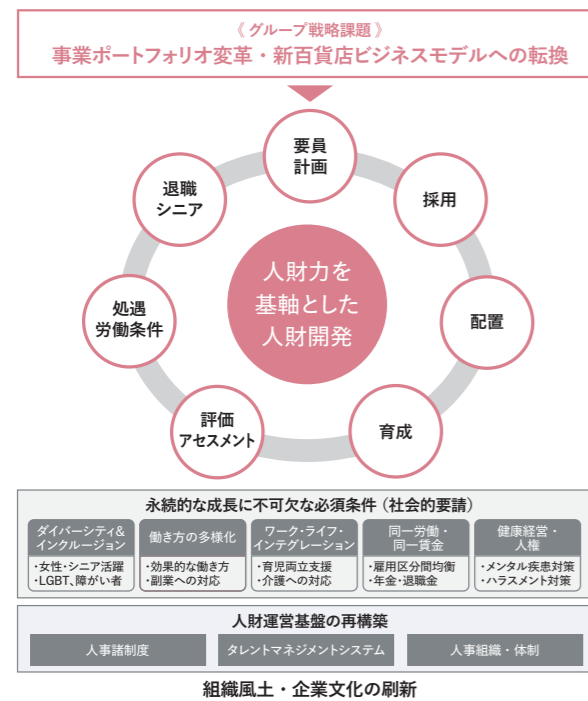 《 グループ戦略課題 》
事業ポートフォリオ変革・新百貨店ビジネスモデルへの転換
要員
計画
採用
配置
育成
評価
アセスメント
処遇
労働条件
退職
シニア
人財力を
基軸とした
人財開発
永続的な成長に不可欠な必須条件（社会的要請）
ダイバーシティ&
インクルージョン
・女性・シニア活躍
・LGBT、障がい者
働き方の多様化
・効果的な働き方
・副業への対応
ワーク・ライフ・
インテグレーション
・育児両立支援
・介護への対応
同一労働・
同一賃金
・雇用区分間均衡
・年金・退職金
健康経営・
人権
・メンタル疾患対策
・ハラスメント対策
人財運営基盤の再構築
人事諸制度
タレントマネジメントシステム
人事組織・体制
組織風土・企業文化の刷新